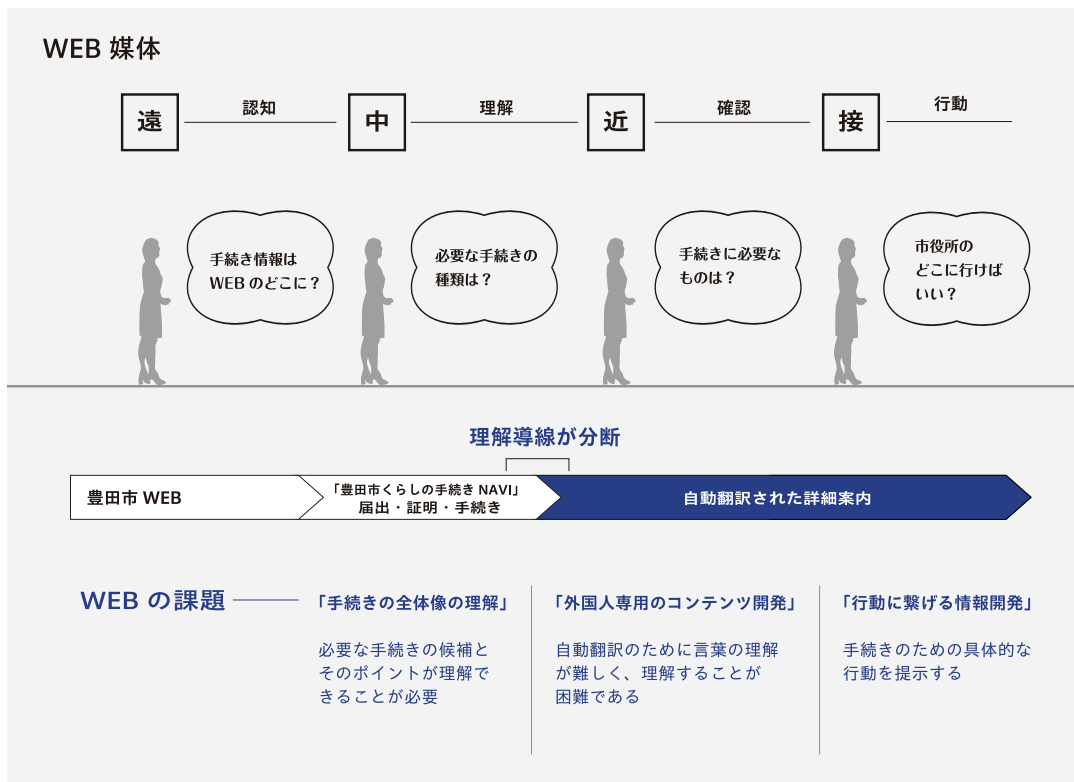 WEB 媒体
遠
認知
中
理解
近
確認
接
行動
手続き情報は
WEB のどこに？
必要な手続きの
種類は？
手続きに必要な
ものは？
市役所の
どこに行けば
いい？
理解導線が分断
豊田市 WEB
「豊田市くらしの手続き NAVI」
届出・証明・手続き
自動翻訳された詳細案内
WEB の課題
「手続きの全体像の理解」
必要な手続きの候補と
そのポイントが理解で
きることが必要
「外国人専用のコンテンツ開発」
自動翻訳のために言葉の理解
が難しく、理解することが
困難である
「行動に繋げる情報開発」
手続きのための具体的な
行動を提示する